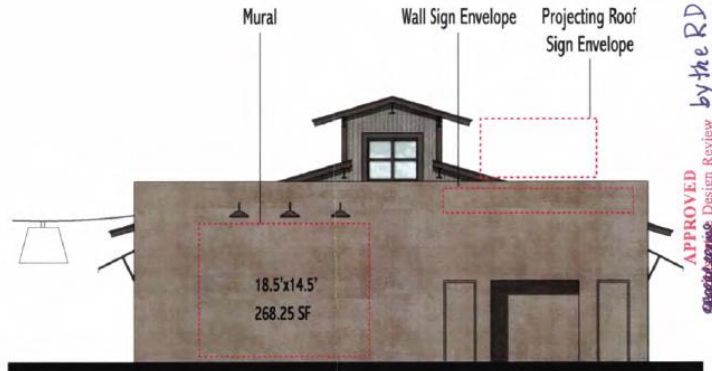 Mural
Wall Sign Envelope
Projecting Roof
Sign Envelope
18.5'x14.5'
268.25 SF
APPROVED
Design Review
by the RD